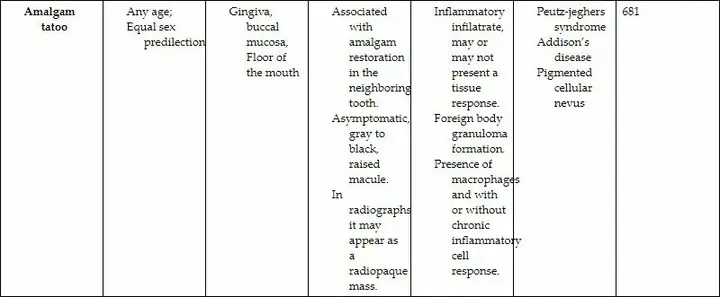 Amalgam
tatoo
Any age;
Equal sex
predilection
Gingiva,
buccal
mucosa,
Floor of
the mouth
Associated
with
amalgam
restoration
in the
neighboring
tooth.
Asymptomatic,
gray to
black,
raised
macule.
In
radiographs
it may
appear as
a
radiopaque
mass.
Inflammatory
infilatrate,
may or
may not
present a
tissue
response.
Foreign body
granuloma
formation.
Presence of
macrophages
and with
or without
chronic
inflammatory
cell
response.
Peutz-jeghers
syndrome
Addison's
disease
Pigmented
cellular
nevus
681